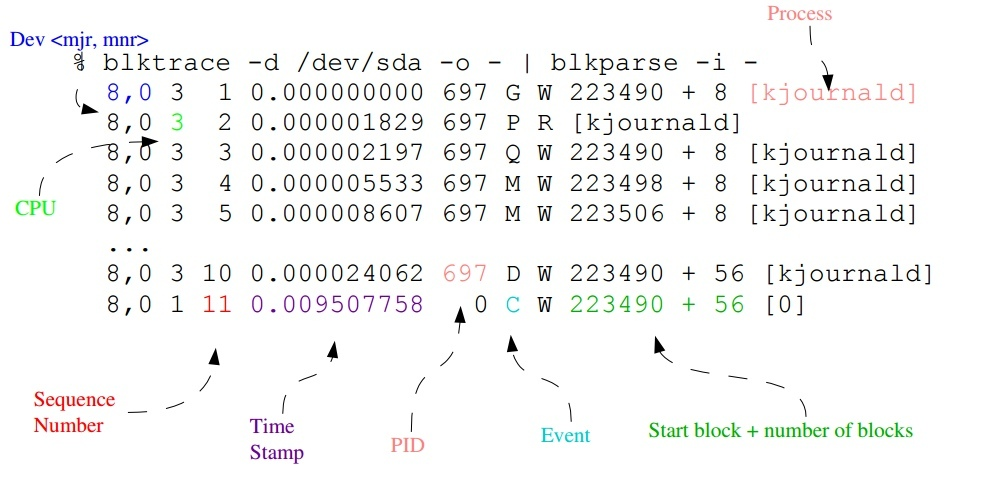 Process
Dev <mjr, mnr>
% blktrace -d /dev/sda -o - | blkparse -i -
8,0 3 1 0.000000000 697 G W 223490 + 8 [kjournald]
8,0 3 2 0.000001829 697 P R [kjournald]
8,0 3 3 0.000002197 697 Q W 223490 + 8 [kjournald]
8,0 3 4 0.000005533 697 M W 223498 + 8 [kjournald]
CPU
8,0 3 5 0.000008607 697 M W 223506 + 8 [kjournald]
...
8,0 3 10 0.000024062 697 D W 223490 + 56 [kjournald]
8,0 1 11 0.009507758 0 C W 223490 + 56 [0]
Sequence
Number
Time
Stamp
PID
Event
Start block + number of blocks